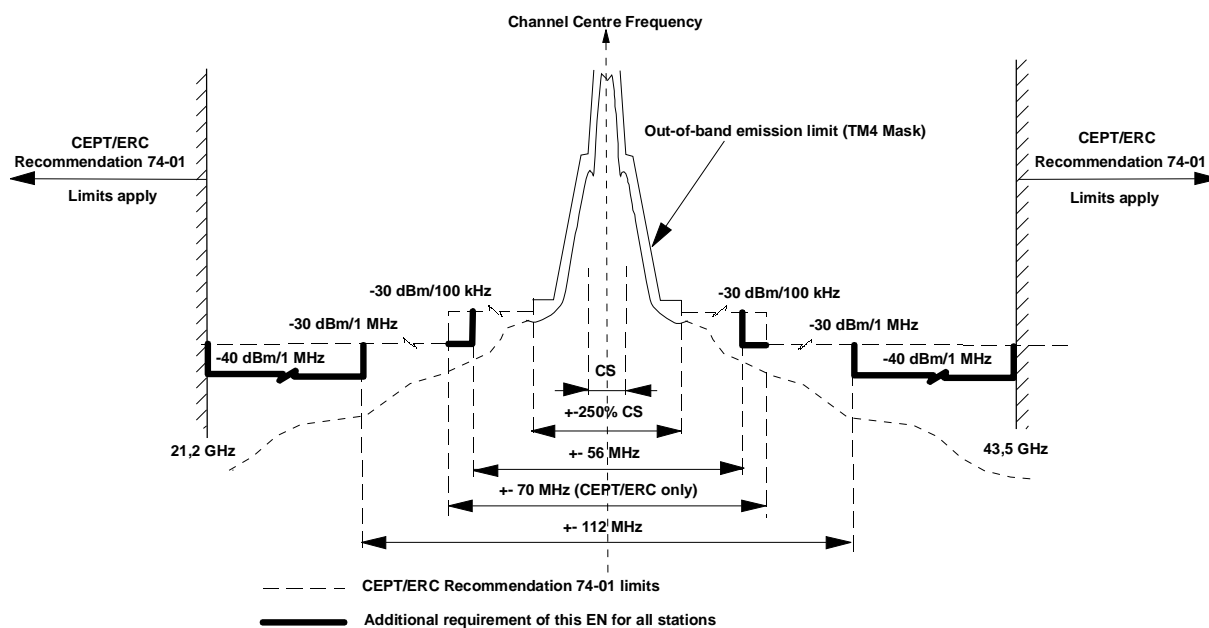 Channel Centre Frequency
CEPT/ERC
Recommendation 74-01
Limits apply
Out-of-band emission limit (TM4 Mask)
CEPT/ERC
Recommendation 74-01
Limits apply
-30 dBm/100 kHz
-30 dBm/100 kHz
-30 dBm/1 MHz
-30 dBm/1 MHz
-40 dBm/1 MHz
-40 dBm/1 MHz
CS
+-250% CS
21,2 GHz
43,5 GHz
+- 56 MHz
+- 70 MHz (CEPT/ERC only)
+- 112 MHz
CEPT/ERC Recommendation 74-01 limits
Additional requirement of this EN for all stations